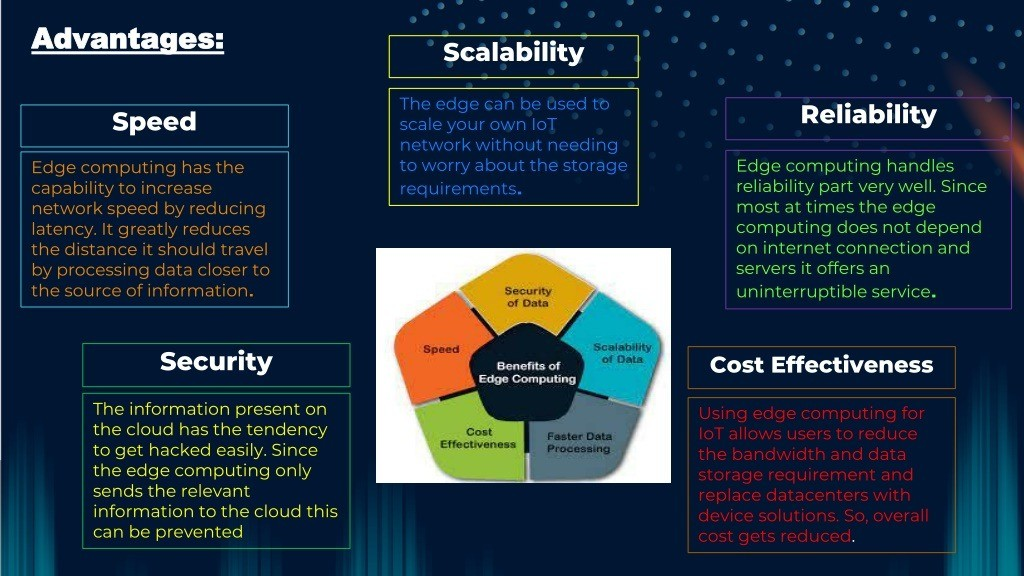 Advantages:
Scalability
The edge can be used to
scale your own IoT
network without needing
to worry about the storage
requirements.
Speed
Edge computing has the
capability to increase
network speed by reducing
latency. It greatly reduces
the distance it should travel
by processing data closer to
the source of information.
Reliability
Edge computing handles
reliability part very well. Since
most at times the edge
computing does not depend
on internet connection and
servers it offers an
uninterruptible service.
Security
The information present on
the cloud has the tendency
to get hacked easily. Since
the edge computing only
sends the relevant
information to the cloud this
can be prevented
Security
of Data
Speed
Scalability
of Data
Benefits of
Edge Computing
Cost
Effectiveness
Faster Data
Processing
Cost Effectiveness
Using edge computing for
IoT allows users to reduce
the bandwidth and data
storage requirement and
replace datacenters with
device solutions. So, overall
cost gets reduced.